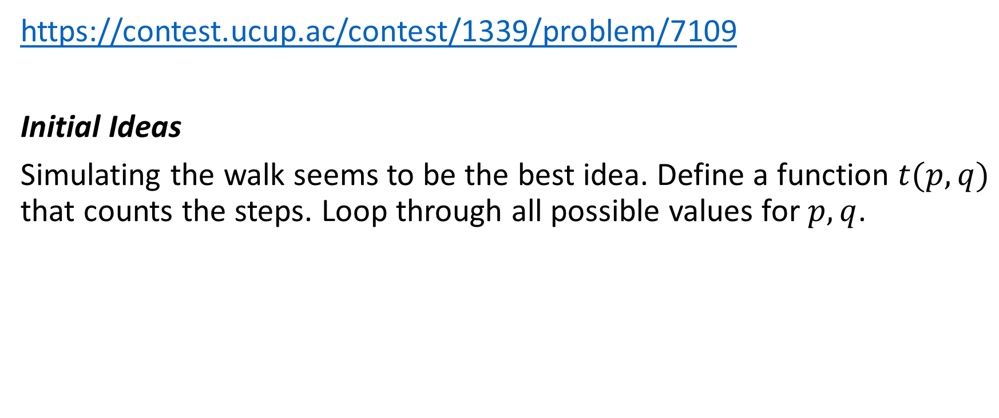 https://contest.ucup.ac/contest/1339/problem/7109
Initial Ideas
Simulating the walk seems to be the best idea. Define a function t(p, q)
that counts the steps. Loop through all possible values for p, q.